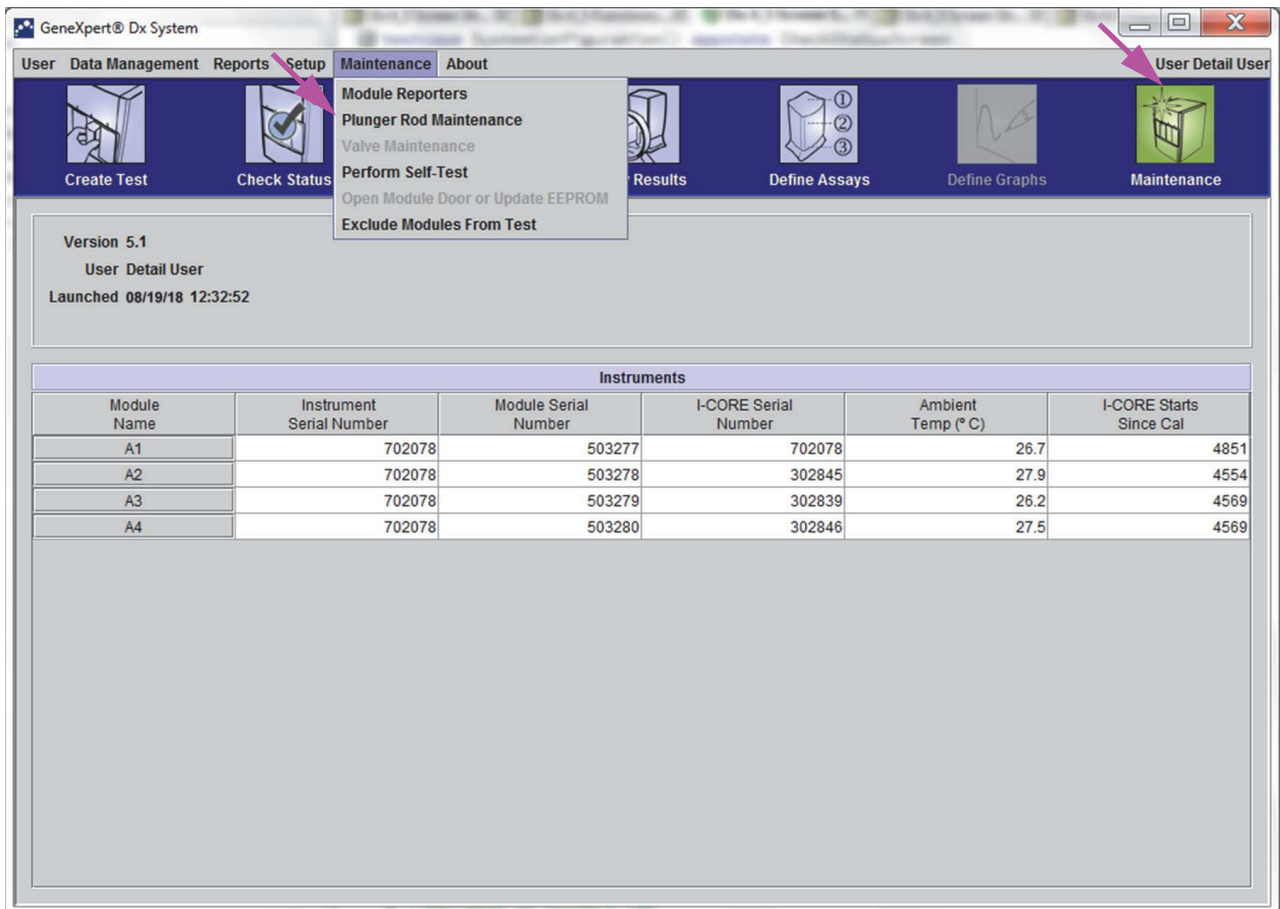 GeneXpert® Dx System
User Data Management Reports Setup Maintenance About User Detail User
Module Reporters
Plunger Rod Maintenance
Valve Maintenance
Perform Self-Test
Open Module Door or Update EEPROM
Exclude Modules From Test
① 
② 
③
Create Test Check Status Results Define Assays Define Graphs Maintenance
Version 5.1
User Detail User
Launched 08/19/18 12:32:52
Instruments
Module Name Instrument Serial Number Module Serial Number I-CORE Serial Number Ambient Temp (° C) I-CORE Starts Since Cal
A1 702078 503277 702078 26.7 4851
A2 702078 503278 302845 27.9 4554
A3 702078 503279 302839 26.2 4569
A4 702078 503280 302846 27.5 4569